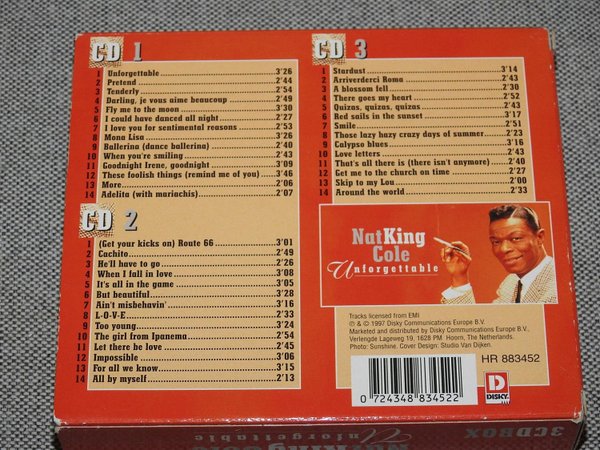 CD 1
1 Unforgettable 3'26
2 Pretend 2'44
3 Tenderly 2'54
4 Darling, je vous aime beaucoup 2'49
5 Fly me to the moon 3'30
6 I could have danced all night 2'27
7 I love you for sentimental reasons 2'53
8 Mona Lisa 3'26
9 Ballerina (dance ballerina) 2'40
10 When you're smiling 2'43
11 Goodnight Irene, goodnight 3'09
12 These foolish things (remind me of you) 3'46
13 More 2'06
14 Adelita (with mariachis) 2'07
CD 2
1 (Get your kicks on) Route 66 3'01
2 Cachito 2'49
3 He'll have to go 2'26
4 When I fall in love 3'08
5 It's all in the game 3'05
6 But beautiful 3'28
7 Ain't misbehavin' 3'16
8 L-O-V-E 2'33
9 Too young 3'24
10 The girl from Ipanema 2'54
11 Let there be love 2'45
12 Impossible 3'06
13 For all we know 3'15
14 All by myself 2'13
CD 3
1 Stardust 3'14
2 Arriverderci Roma 2'43
3 A blossom fell 2'30
4 There goes my heart 2'52
5 Quizas, quizas, quizas 2'43
6 Red sails in the sunset 3'17
7 Smile 2'51
8 Those lazy hazy crazy days of summer 2'23
9 Calypso blues 3'16
10 Love letters 2'43
11 That's all there is (there isn't anymore) 2'40
12 Get me to the church on time 2'27
13 Skip to my Lou 2'00
14 Around the world 2'33
NatKing
Cole
Unforgettable
Tracks licensed from EMI
℗ & © 1997 Disky Communications Europe B.V.
Marketed and distributed by Disky Communications Europe B.V.,
Verlengde Lageweg 19, 1628 PM Hoorn, The Netherlands.
Photo: Sunshine. Cover Design: Studio Van Dijken.
HR 883452
0 724348 834522
D
DISKY
NatKing Cole
Unforgettable
3CDBOX